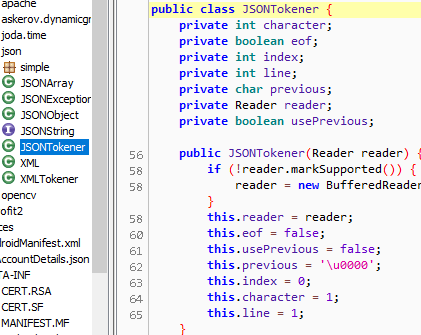 apache
askerov.dynamicgr
joda.time
json
simple
JSONArray
JSONException
JSONObject
JSONString
JSONTokener
XML
XMLTokener
opencv
ofit2
ces
droidManifest.xml
accountDetails.json
TA-INF
CERT.RSA
CERT.SF
MANIFEST.MF
public class JSONTokener {
private int character;
private boolean eof;
private int index;
private int line;
private char previous;
private Reader reader;
private boolean usePrevious;
56 public JSONTokener(Reader reader) {
58 if (!reader.markSupported()) {
58 reader = new BufferedReader
}
58 this.reader = reader;
60 this.eof = false;
61 this.usePrevious = false;
62 this.previous = '\u0000';
63 this.index = 0;
64 this.character = 1;
65 this.line = 1;
}